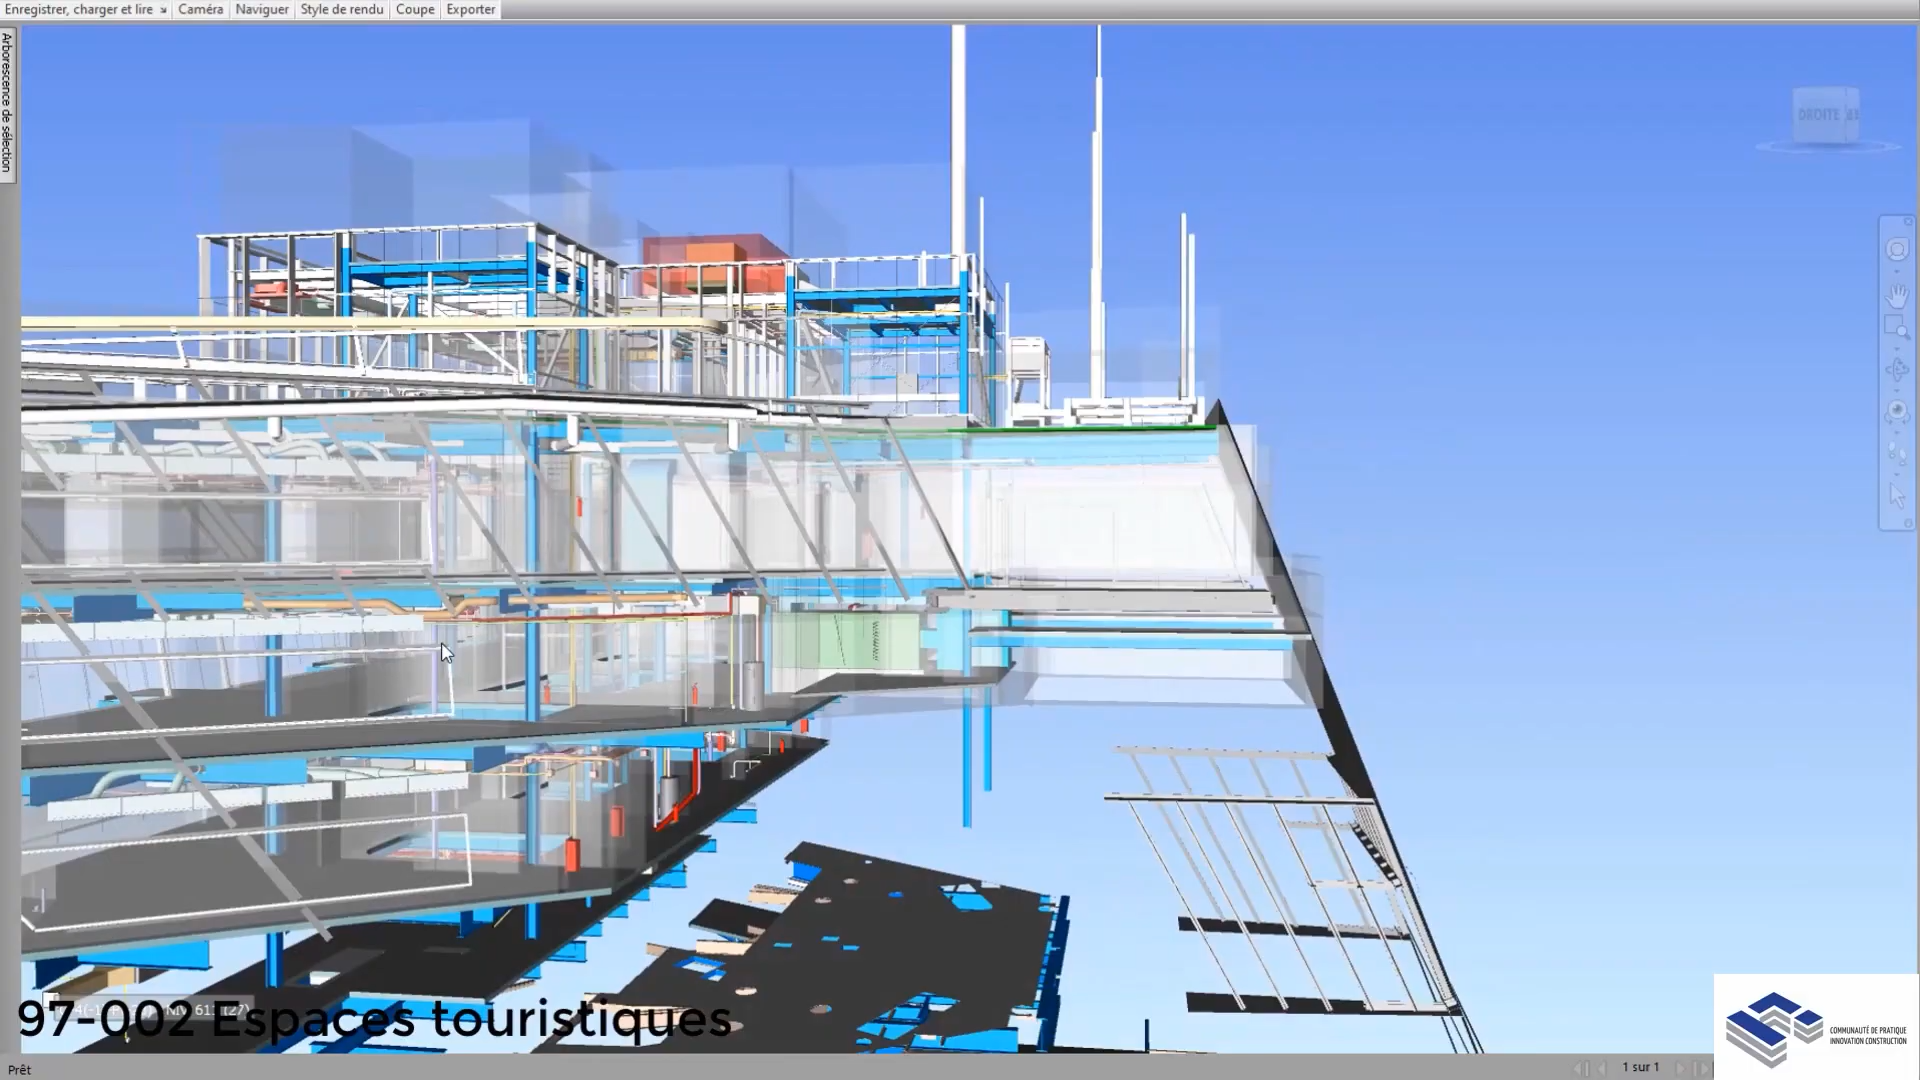 Enregistrer, charger et lire
Caméra
Naviguer
Style de rendu
Coupe
Exporter
Arborescence de sélection
DROITE
97-002 Espaces touristiques
Prêt
1 sur 1
COMMUNAUTÉ DE PRATIQUE
INNOVATION CONSTRUCTION